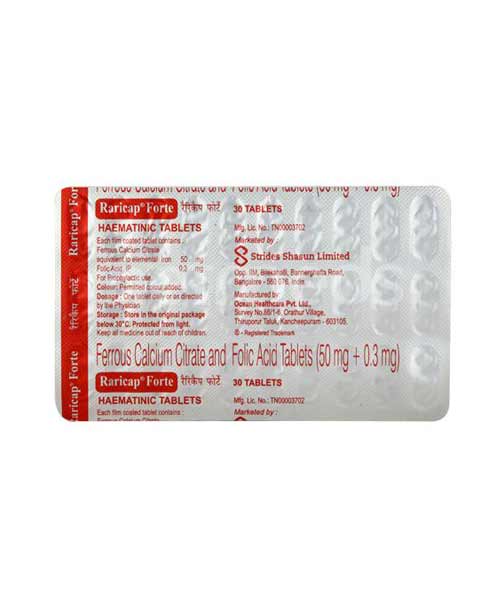 Ferrous Calcium Citrate and Folic Acid Tablets (50 mg + 0.3 mg)
Raricap For
Raricap® Forte रैरिकैप फोर्टे
HAEMATINIC TABLETS
Each film coated tablet contains :
Ferrous Calcium Citrate
equivalent to elemental iron 50 mg
Folic Acid, IP 0.3 mg
For Prophylactic use.
Colour: Permitted colour added.
Dosage : One tablet daily or as directed
by the Physician
Storage : Store in the original package
below 30°C. Protected from light.
Keep all medicine out of reach of children.
30 TABLETS
Mfg. Lic. No.: TN00003702
Marketed by :
Strides Shasun Limited
Opp. IIM, Bilekahalli, Bannerghatta Road,
Bangalore - 560 076, India.
Manufactured by :
Ocean Healthcare Pvt. Ltd.,
Survey No.86/1-6, Orathur Village,
Thiruporur Taluk, Kancheepuram - 603105.
® - Registered Trademark
रैरिकैप फोर्टे
Ferrous Calcium Citrate and Folic Acid Tablets (50 mg + 0.3 mg)
aricap Forte
Raricap® Forte रैरिकैप फोर्टे
HAEMATINIC TABLETS
Each film coated tablet contains :
Ferrous Calcium Citrate
30 TABLETS
Mfg. Lic. No.: TN00003702
Marketed by :